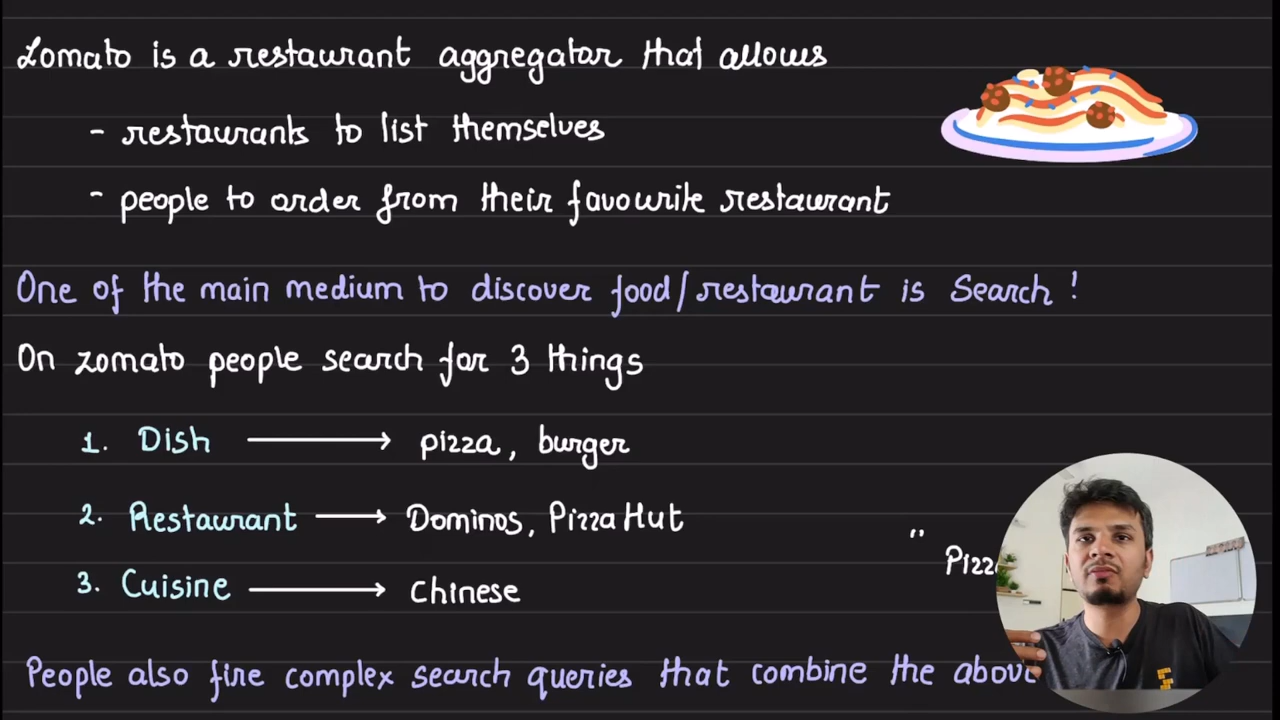 Zomato is a restaurant aggregator that allows
- restaurants to list themselves
- people to order from their favourite restaurant
One of the main medium to discover food/restaurant is Search!
On zomato people search for 3 things
1. Dish → pizza, burger
2. Restaurant → Dominos, Pizza Hut
3. Cuisine → Chinese
"
People also fire complex search queries that combine the